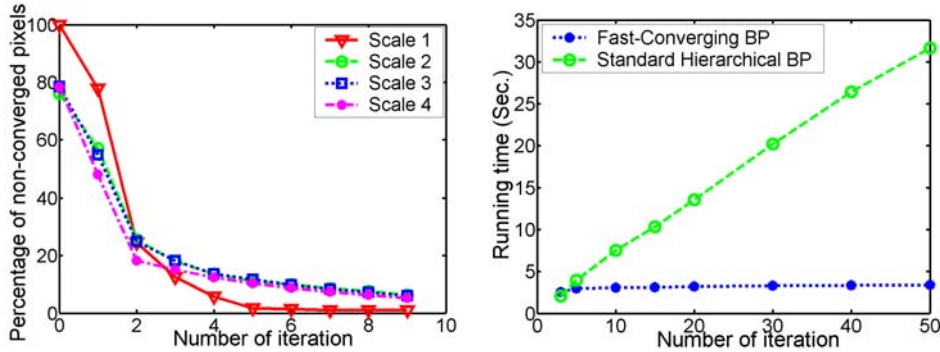 Percentage of non-converged pixels
100
80
60
40
20
0
Scale 1
Scale 2
Scale 3
Scale 4
0 2 4 6 8 10
Number of iteration
Running time (Sec.)
35
30
25
20
15
10
5
0
Fast-Converging BP
Standard Hierarchical BP
0 10 20 30 40 50
Number of iteration